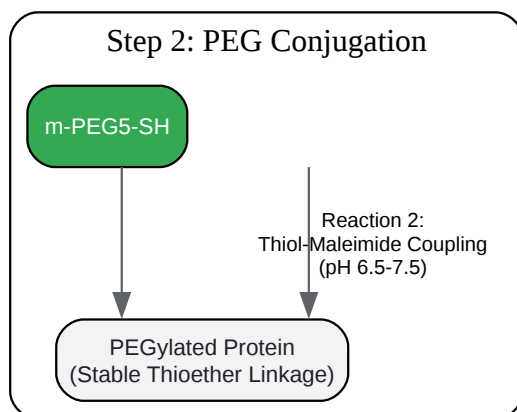 Step 2: PEG Conjugation
m-PEG5-SH
Reaction 2:
Thiol-Maleimide Coupling
(pH 6.5-7.5)
PEGylated Protein
(Stable Thioether Linkage)